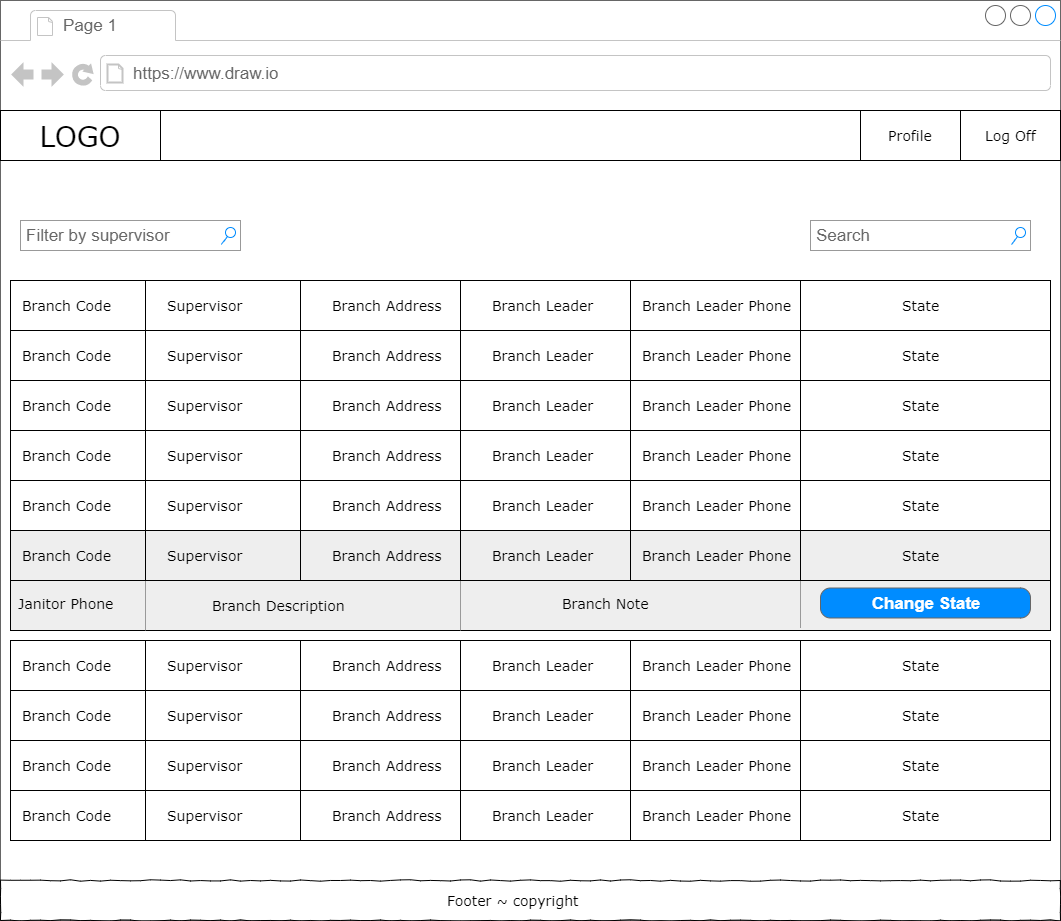 Page 1
https://www.draw.io
LOGO Profile Log Off
Filter by supervisor Search
Branch Code Supervisor Branch Address Branch Leader Branch Leader Phone State
Branch Code Supervisor Branch Address Branch Leader Branch Leader Phone State
Branch Code Supervisor Branch Address Branch Leader Branch Leader Phone State
Branch Code Supervisor Branch Address Branch Leader Branch Leader Phone State
Branch Code Supervisor Branch Address Branch Leader Branch Leader Phone State
Branch Code Supervisor Branch Address Branch Leader Branch Leader Phone State
Janitor Phone Branch Description Branch Note Change State
Branch Code Supervisor Branch Address Branch Leader Branch Leader Phone State
Branch Code Supervisor Branch Address Branch Leader Branch Leader Phone State
Branch Code Supervisor Branch Address Branch Leader Branch Leader Phone State
Branch Code Supervisor Branch Address Branch Leader Branch Leader Phone State
Footer ~ copyright